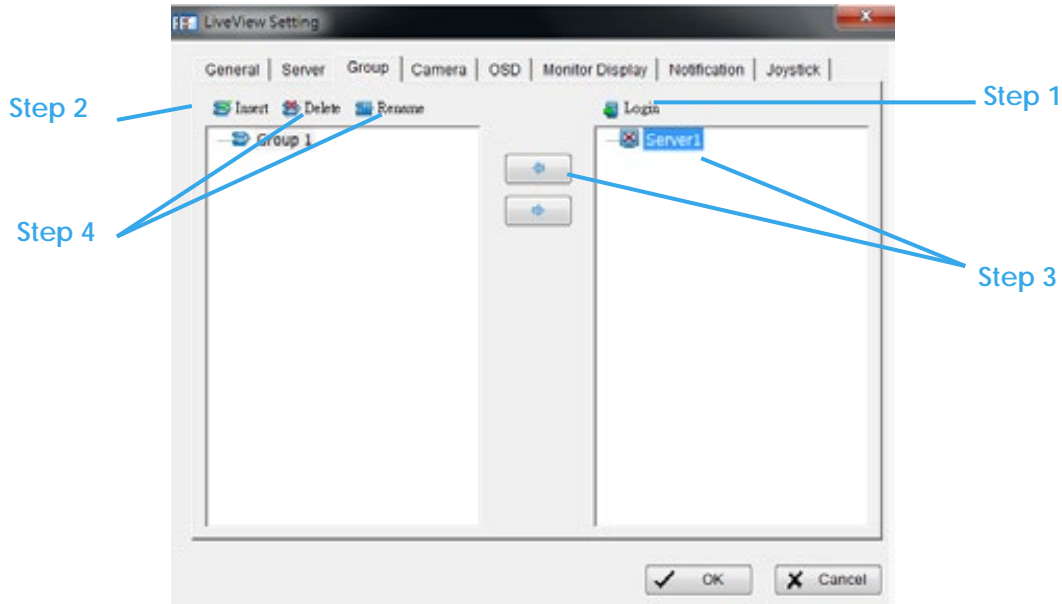 LiveView Setting
General Server Group Camera OSD Monitor Display Notification Joystick
Step 2
Insert Delete Rename
Login
Step 1
Group 1
Server1
Step 4
Step 3
OK
Cancel